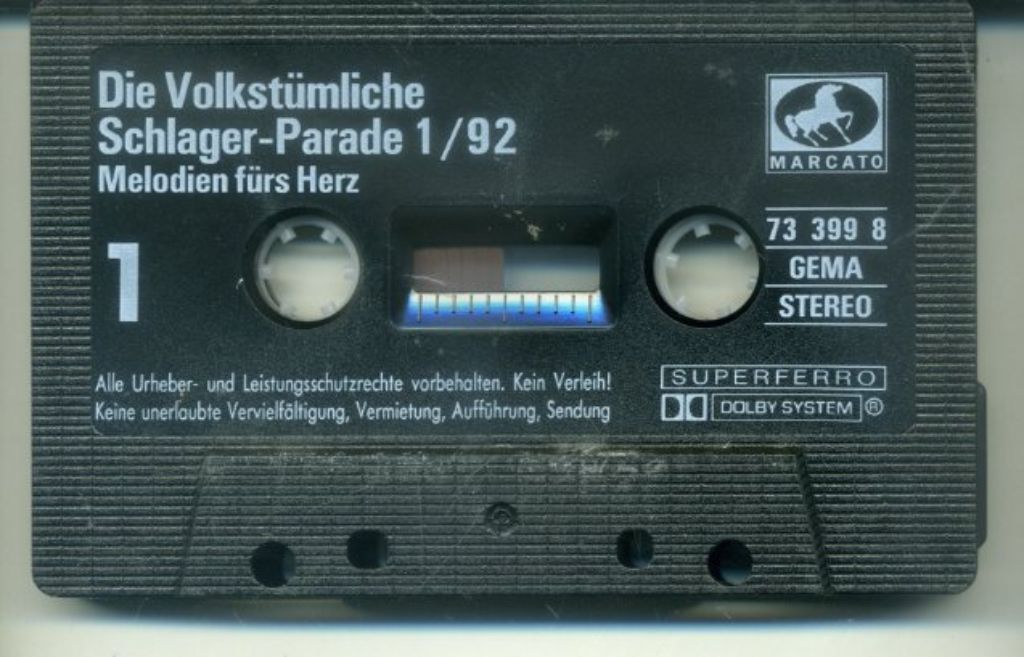 Die Volkstümliche
Schlager-Parade 1/92
Melodien fürs Herz
MARCATO
1
73 399 8
GEMA
STEREO
Alle Urheber- und Leistungsschutzrechte vorbehalten. Kein Verleih!
Keine unerlaubte Vervielfältigung, Vermietung, Aufführung, Sendung
SUPERFERRO
DOLBY SYSTEM ®